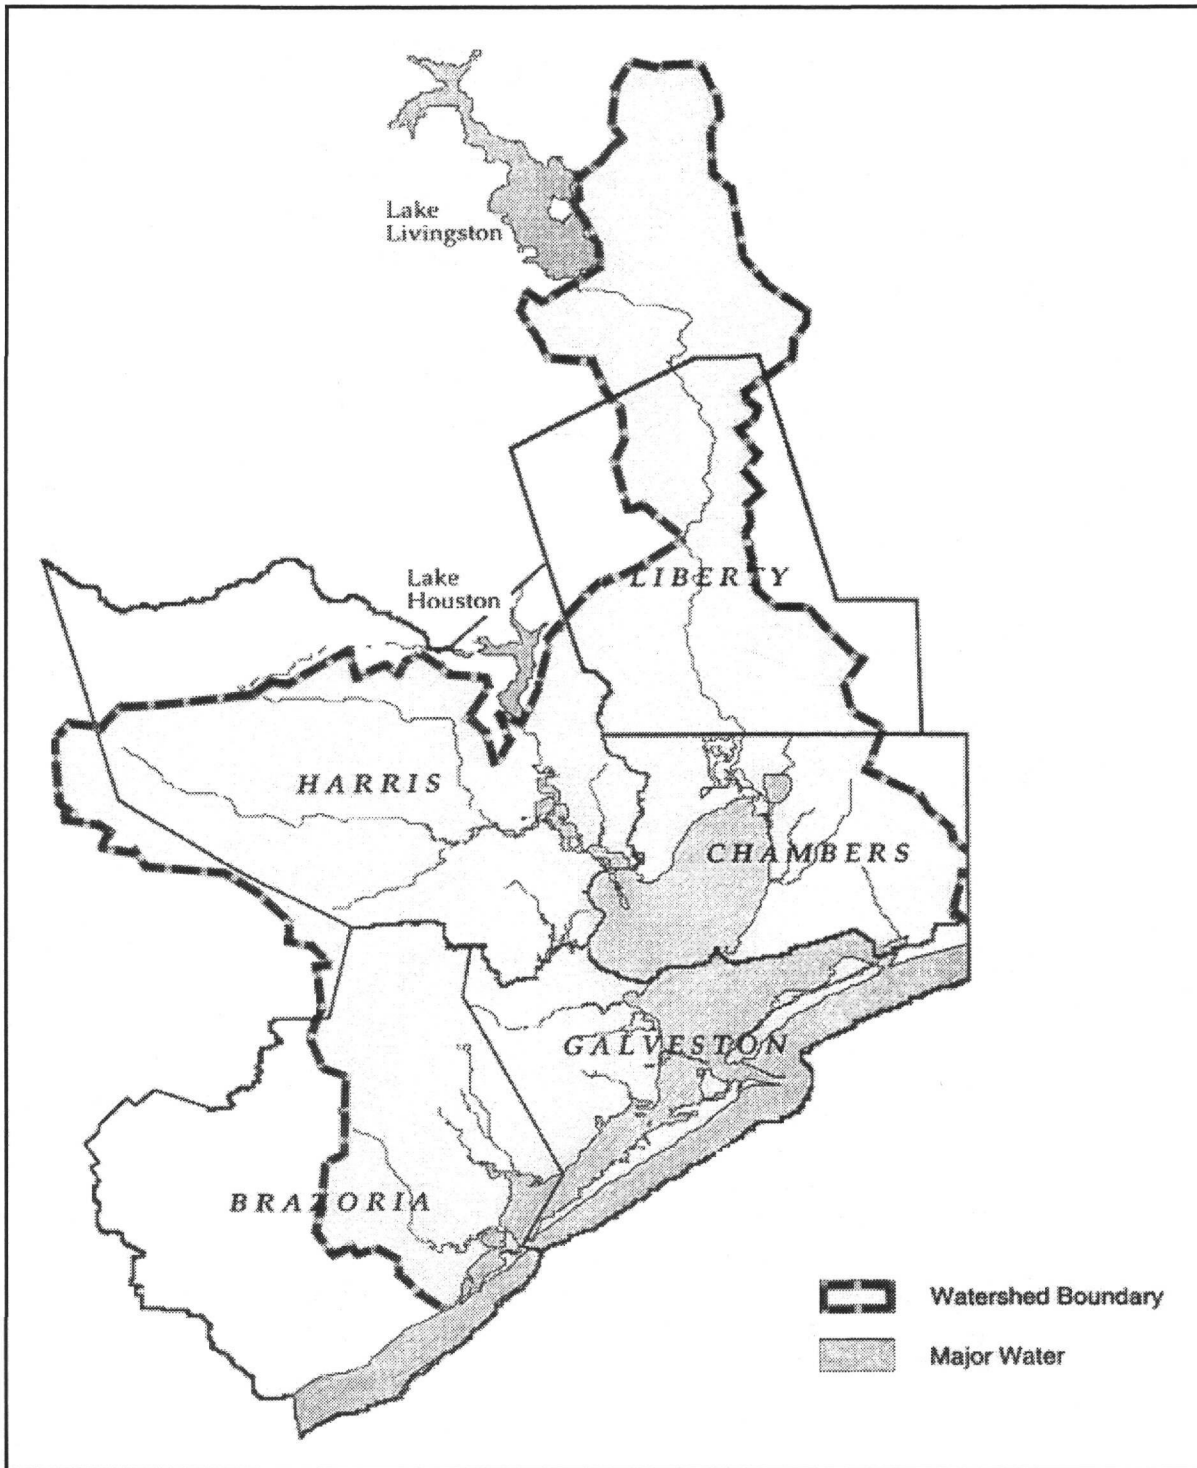 Lake
Livingston
Lake
Houston
LIBERTY
HARRIS
CHAMBERS
GALVESTON
BRAZORIA
Watershed Boundary
Major Water